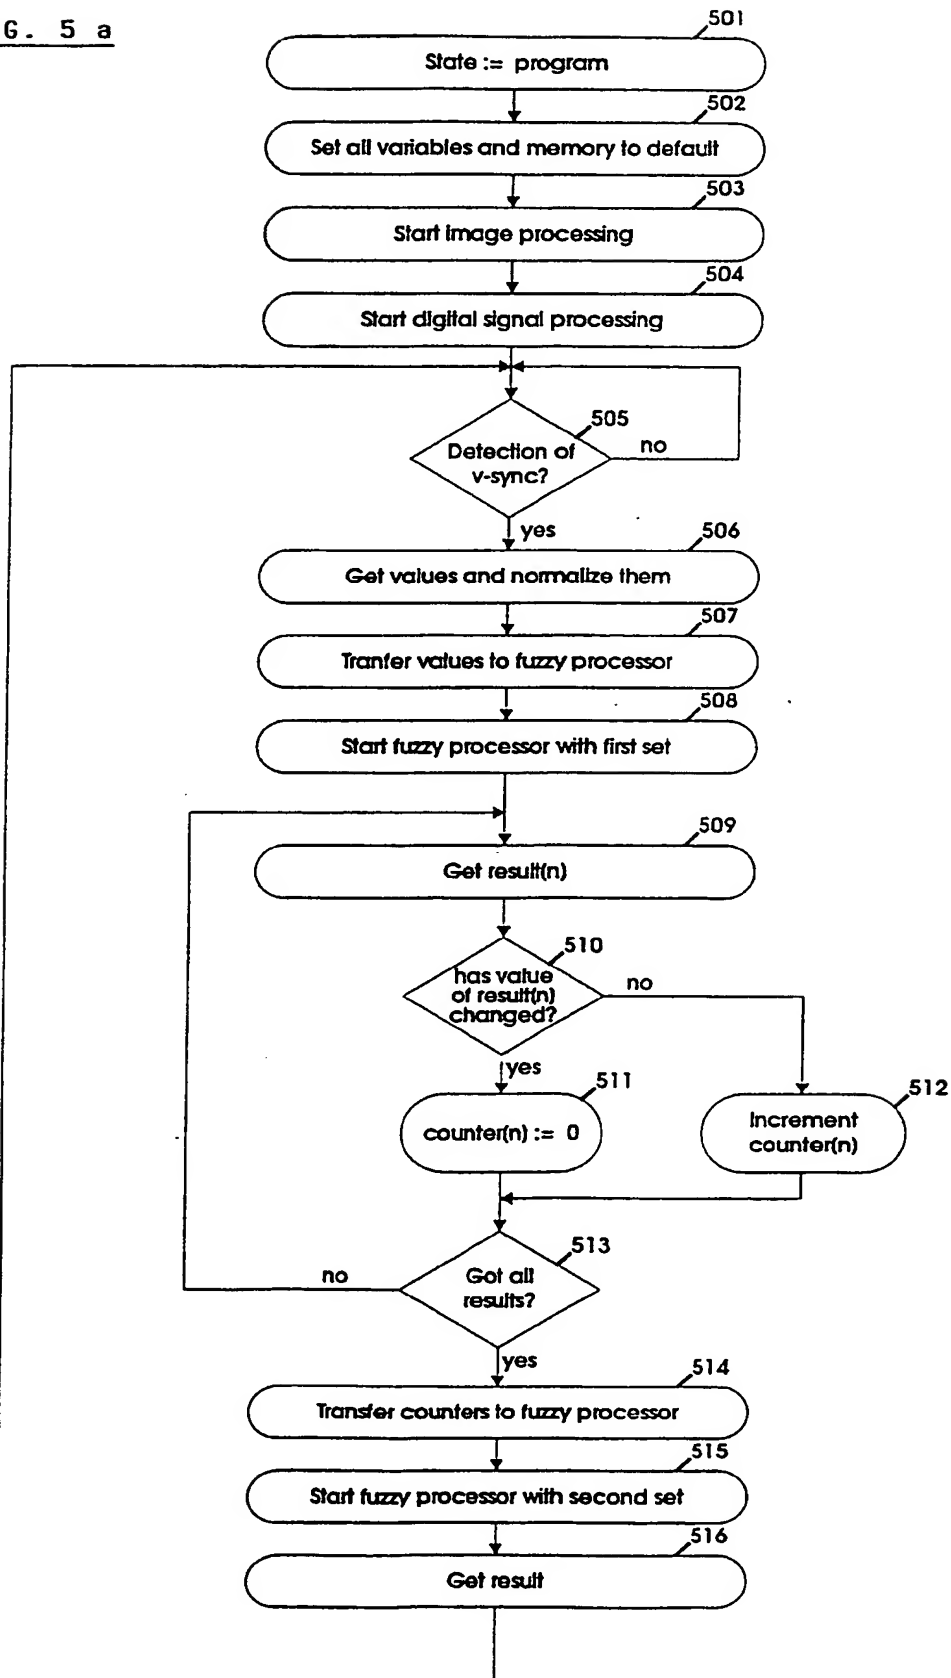 G. 5 a
501
State := program
502
Set all variables and memory to default
503
Start image processing
504
Start digital signal processing
505
Detection of
v-sync?
no
yes
506
Get values and normalize them
507
Tranfer values to fuzzy processor
508
Start fuzzy processor with first set
509
Get result(n)
510
has value
of result(n)
changed?
no
yes
511
counter(n) := 0
512
Increment
counter(n)
513
Got all
results?
no
yes
514
Transfer counters to fuzzy processor
515
Start fuzzy processor with second set
516
Get result